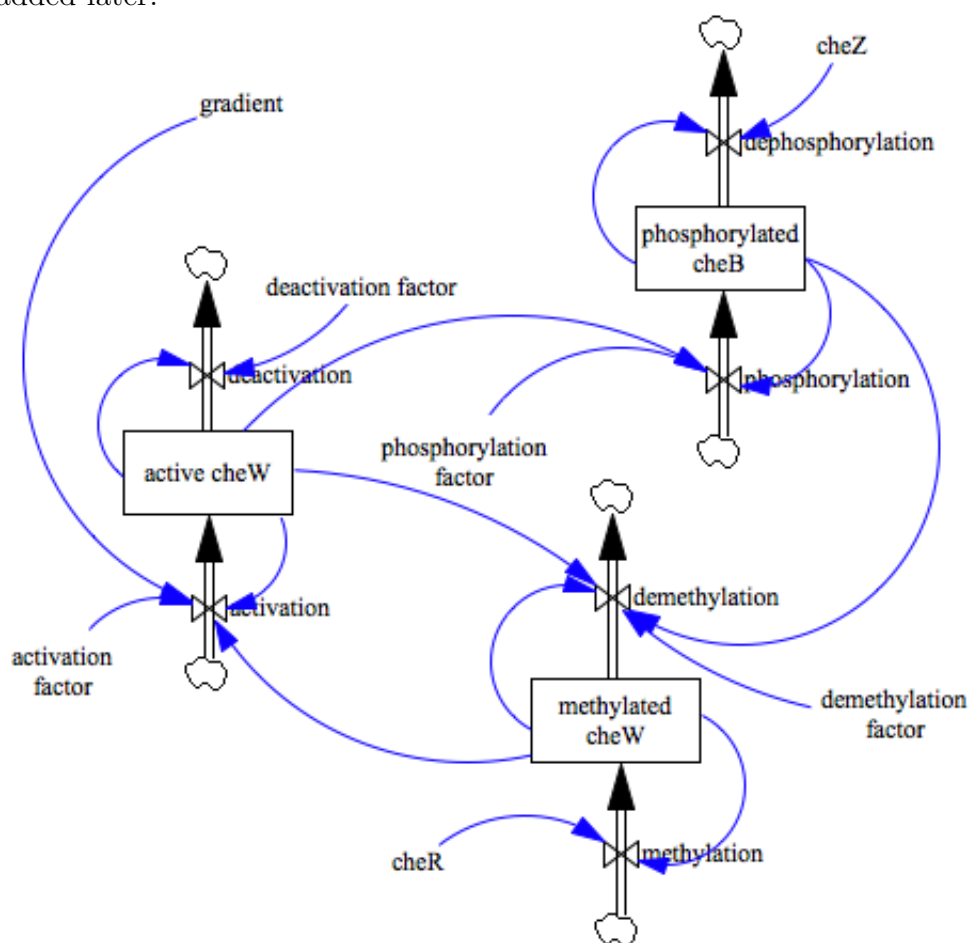 added later.
cheZ
gradient
dephosphorylation
phosphorylated
cheB
deactivation factor
deactivation
phosphorylation
phosphorylation
factor
active cheW
activation
demethylation
activation
factor
methylated
cheW
demethylation
factor
cheR
methylation